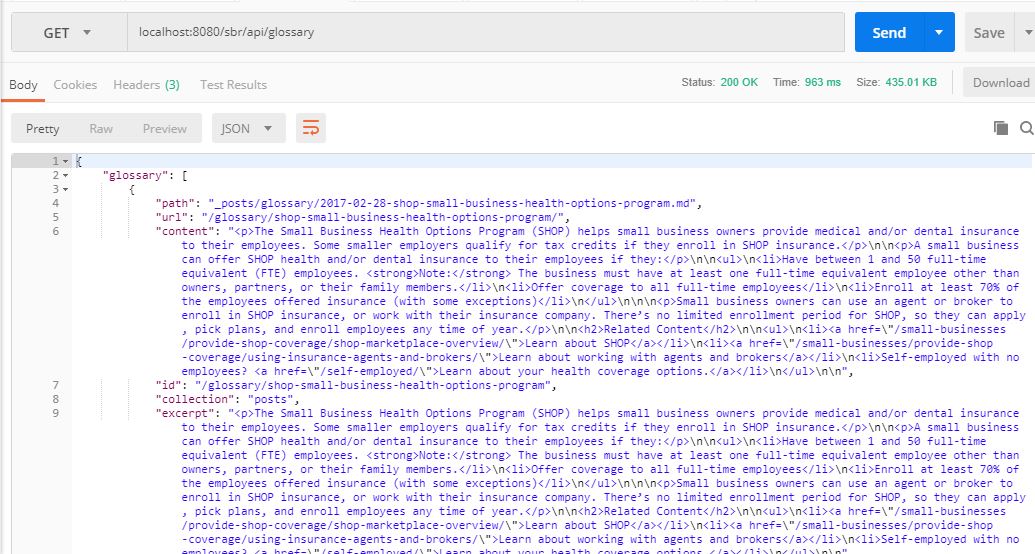 GET localhost:8080/sbr/api/glossary Send Save
Body Cookies Headers (3) Test Results Status: 200 OK Time: 963 ms Size: 435.01 KB Download
Pretty Raw Preview JSON
1 {
2 "glossary": [
3 {
4 "path": "_posts/glossary/2017-02-28-shop-small-business-health-options-program.md",
5 "url": "/glossary/shop-small-business-health-options-program/",
6 "content": "<p>The Small Business Health Options Program (SHOP) helps small business owners provide medical and/or dental insurance
to their employees. Some smaller employers qualify for tax credits if they enroll in SHOP insurance.</p>\n\n<p>A small business
can offer SHOP health and/or dental insurance to their employees if they:</p>\n\n<ul>\n<li>Have between 1 and 50 full-time
equivalent (FTE) employees. <strong>Note:</strong> The business must have at least one full-time equivalent employee other than
owners, partners, or their family members.</li>\n<li>Offer coverage to all full-time employees</li>\n<li>Enroll at least 70% of
the employees offered insurance (with some exceptions)</li>\n</ul>\n\n\n<p>Small business owners can use an agent or broker to
enroll in SHOP insurance, or work with their insurance company. There’s no limited enrollment period for SHOP, so they can apply
, pick plans, and enroll employees any time of year.</p>\n\n<h2>Related Content</h2>\n\n<ul>\n<li><a href=\"/small-businesses
/provide-shop-coverage/shop-marketplace-overview/\">Learn about SHOP</a></li>\n<li><a href=\"/small-businesses/provide-shop
-coverage/using-insurance-agents-and-brokers/\">Learn about working with agents and brokers</a></li>\n<li>Self-employed with no
employees? <a href=\"/self-employed/\">Learn about your health coverage options.</a></li>\n</ul>\n\n",
7 "id": "/glossary/shop-small-business-health-options-program",
8 "collection": "posts",
9 "excerpt": "<p>The Small Business Health Options Program (SHOP) helps small business owners provide medical and/or dental insurance
to their employees. Some smaller employers qualify for tax credits if they enroll in SHOP insurance.</p>\n\n<p>A small business
can offer SHOP health and/or dental insurance to their employees if they:</p>\n\n<ul>\n<li>Have between 1 and 50 full-time
equivalent (FTE) employees. <strong>Note:</strong> The business must have at least one full-time equivalent employee other than
owners, partners, or their family members.</li>\n<li>Offer coverage to all full-time employees</li>\n<li>Enroll at least 70% of
the employees offered insurance (with some exceptions)</li>\n</ul>\n\n\n<p>Small business owners can use an agent or broker to
enroll in SHOP insurance, or work with their insurance company. There’s no limited enrollment period for SHOP, so they can apply
, pick plans, and enroll employees any time of year.</p>\n\n<h2>Related Content</h2>\n\n<ul>\n<li><a href=\"/small-businesses
/provide-shop-coverage/shop-marketplace-overview/\">Learn about SHOP</a></li>\n<li><a href=\"/small-businesses/provide-shop
-coverage/using-insurance-agents-and-brokers/\">Learn about working with agents and brokers</a></li>\n<li>Self-employed with no
employees? <a href=\"/self-employed/\">Learn about your health coverage options.</a></li>\n</ul>\n\n"